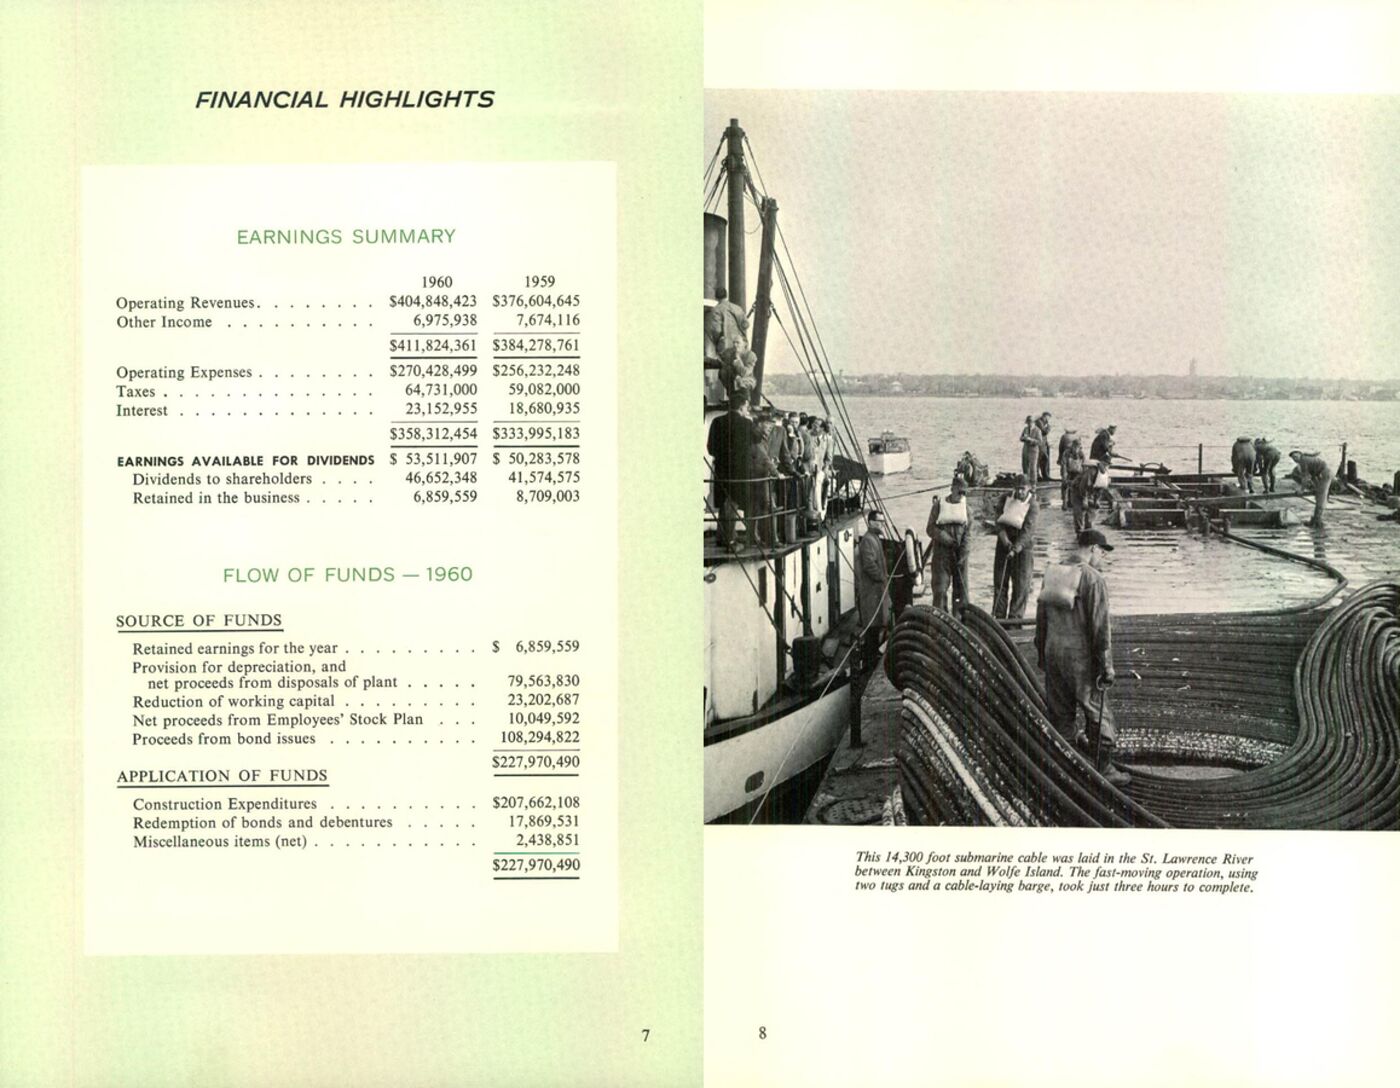 FINANCIAL HIGHLIGHTS
EARNINGS SUMMARY
1960 1959
Operating Revenues. . . . . . . . $404,848,423 $376,604,645
Other Income . . . . . . . . . . 6,975,938 7,674,116
$411,824,361 $384,278,761
Operating Expenses . . . . . . . . $270,428,499 $256,232,248
Taxes . . . . . . . . . . . . . . 64,731,000 59,082,000
Interest . . . . . . . . . . . . . 23,152,955 18,680,935
$358,312,454 $333,995,183
EARNINGS AVAILABLE FOR DIVIDENDS $ 53,511,907 $ 50,283,578
Dividends to shareholders . . . . 46,652,348 41,574,575
Retained in the business . . . . . 6,859,559 8,709,003
FLOW OF FUNDS — 1960
SOURCE OF FUNDS
Retained earnings for the year . . . . . . . . . $ 6,859,559
Provision for depreciation, and
net proceeds from disposals of plant . . . . . 79,563,830
Reduction of working capital . . . . . . . . . 23,202,687
Net proceeds from Employees' Stock Plan . . . 10,049,592
Proceeds from bond issues . . . . . . . . . . 108,294,822
$227,970,490
APPLICATION OF FUNDS
Construction Expenditures . . . . . . . . . . $207,662,108
Redemption of bonds and debentures . . . . . 17,869,531
Miscellaneous items (net) . . . . . . . . . . . 2,438,851
$227,970,490
7
This 14,300 foot submarine cable was laid in the St. Lawrence River
between Kingston and Wolfe Island. The fast-moving operation, using
two tugs and a cable-laying barge, took just three hours to complete.
8